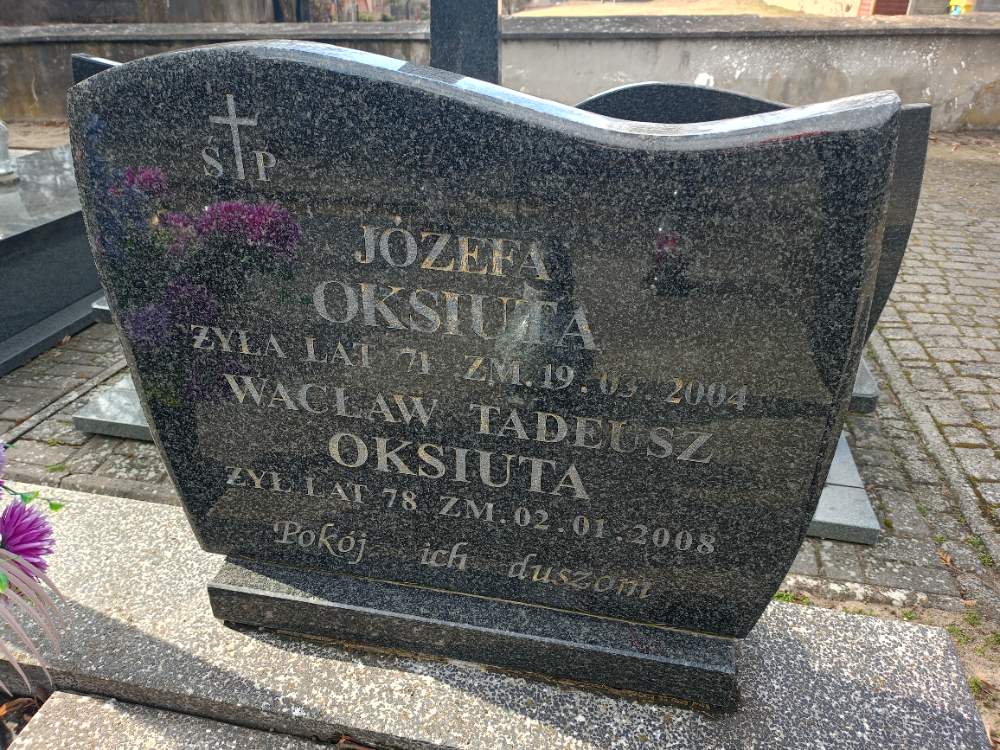 Ś P
JÓZEFA
OKSIUTA
ŻYŁA LAT 71 ZM. 19.03.2004
WACŁAW TADEUSZ
OKSIUTA
ŻYŁ LAT 78 ZM. 02.01.2008
Pokój ich duszom